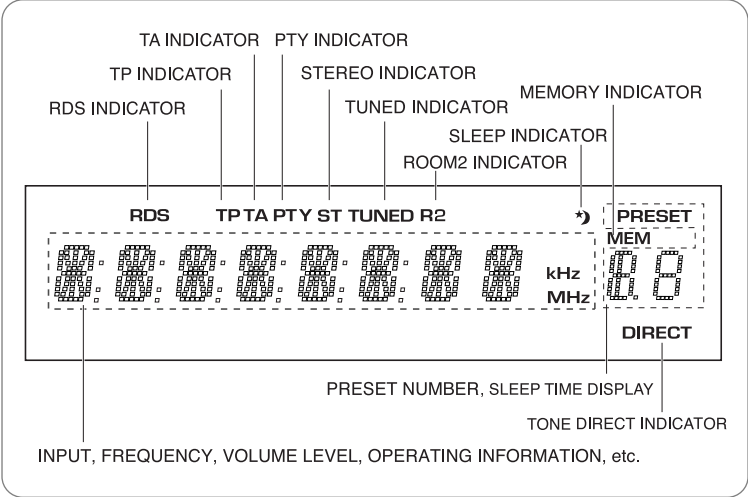 TA INDICATOR PTY INDICATOR
TP INDICATOR STEREO INDICATOR
MEMORY INDICATOR
RDS INDICATOR TUNED INDICATOR
SLEEP INDICATOR
ROOM2 INDICATOR
RDS TP TA PTY ST TUNED R2 PRESET
MEM
kHz
MHz
DIRECT
PRESET NUMBER, SLEEP TIME DISPLAY
TONE DIRECT INDICATOR
INPUT, FREQUENCY, VOLUME LEVEL, OPERATING INFORMATION, etc.